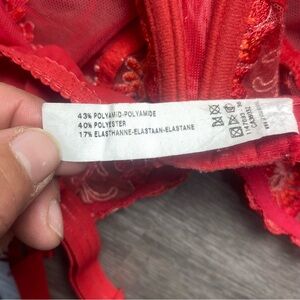 43% POLYAMID-POLYAMIDE
40% POLYESTER
17% ELASTHANNE-ELASTAAN-ELASTANE